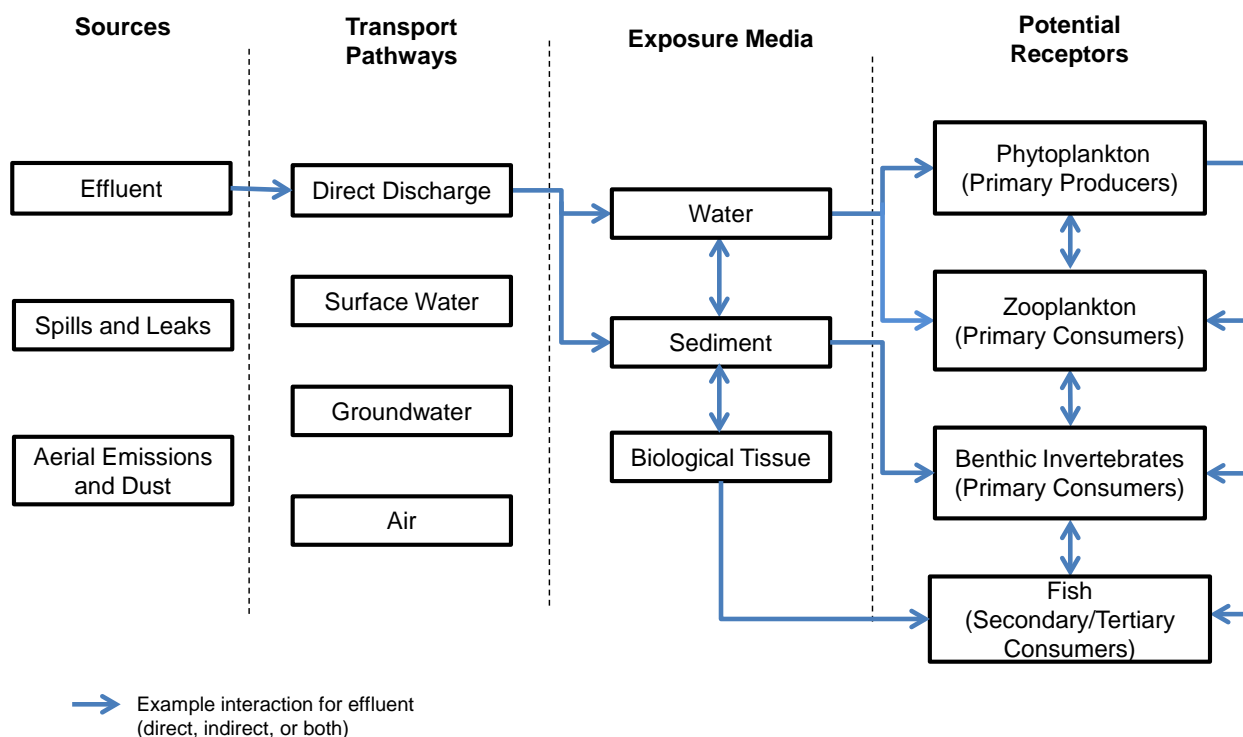 Sources
Transport
Pathways
Exposure Media
Potential
Receptors
Effluent
Spills and Leaks
Aerial Emissions
and Dust
Direct Discharge
Surface Water
Groundwater
Air
Water
Sediment
Biological Tissue
Phytoplankton
(Primary Producers)
Zooplankton
(Primary Consumers)
Benthic Invertebrates
(Primary Consumers)
Fish
(Secondary/Tertiary
Consumers)
Example interaction for effluent
(direct, indirect, or both)